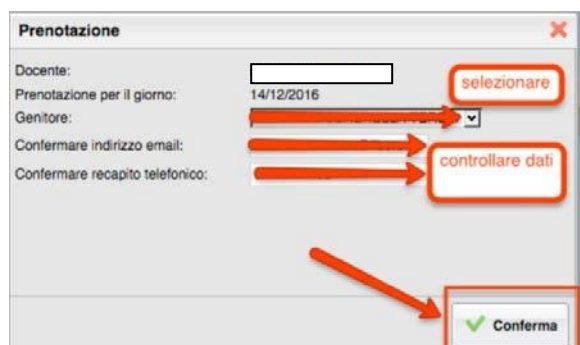 Prenotazione
Docente:
selezionare
Prenotazione per il giorno: 14/12/2016
Genitore:
Confermare indirizzo email:
controllare dati
Confermare recapito telefonico:
Conferma